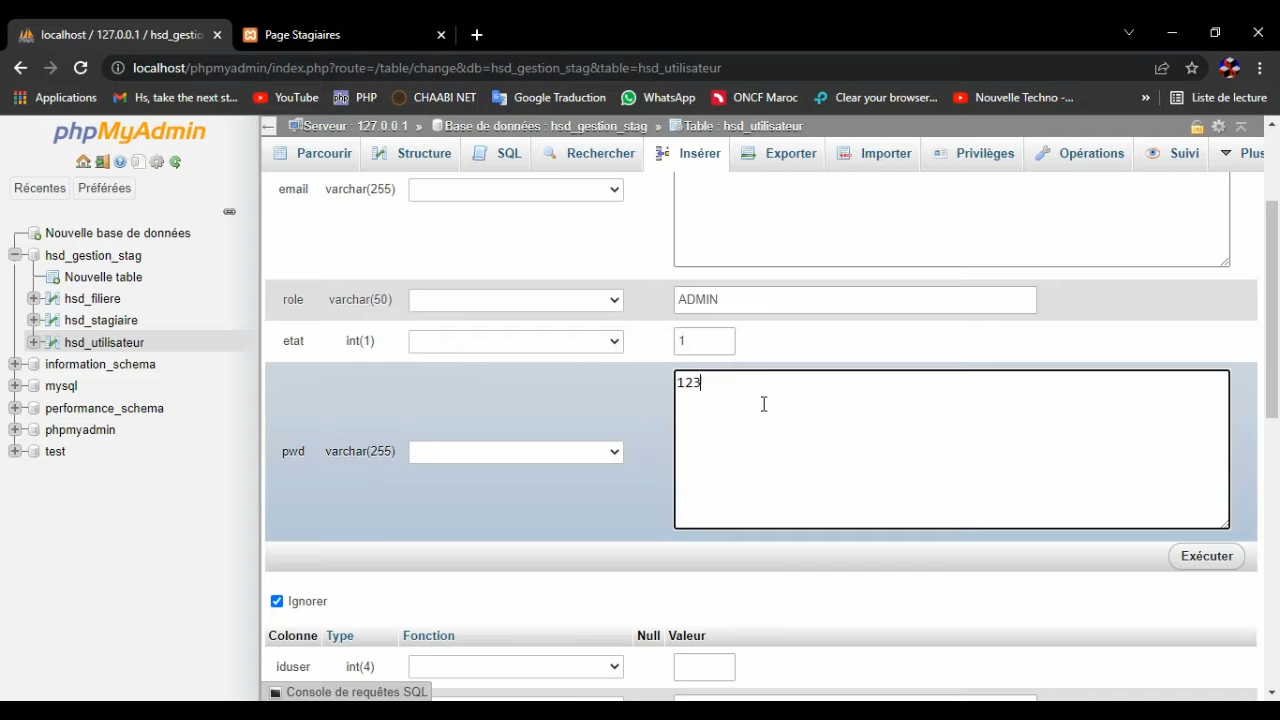 localhost / 127.0.0.1 / hsd_gestio
Page Stagiaires
localhost/phpmyadmin/index.php?route=/table/change&db=hsd_gestion_stag&table=hsd_utilisateur
Applications
Hs, take the next st...
YouTube
PHP
CHAABI NET
Google Traduction
WhatsApp
ONCF Maroc
Clear your browser...
Nouvelle Techno -...
»
Liste de lecture
phpMyAdmin
Récentes
Préférées
Nouvelle base de données
hsd_gestion_stag
Nouvelle table
hsd_filiere
hsd_stagiaire
hsd_utilisateur
information_schema
mysql
performance_schema
phpmyadmin
test
Serveur : 127.0.0.1 » Base de données : hsd_gestion_stag » Table : hsd_utilisateur
Parcourir
Structure
SQL
Rechercher
Insérer
Exporter
Importer
Privilèges
Opérations
Suivi
Plus
email varchar(255)
role varchar(50) ADMIN
etat int(1) 1
123
pwd varchar(255)
Exécuter
Ignorer
Colonne Type Fonction Null Valeur
iduser int(4)
Console de requêtes SQL